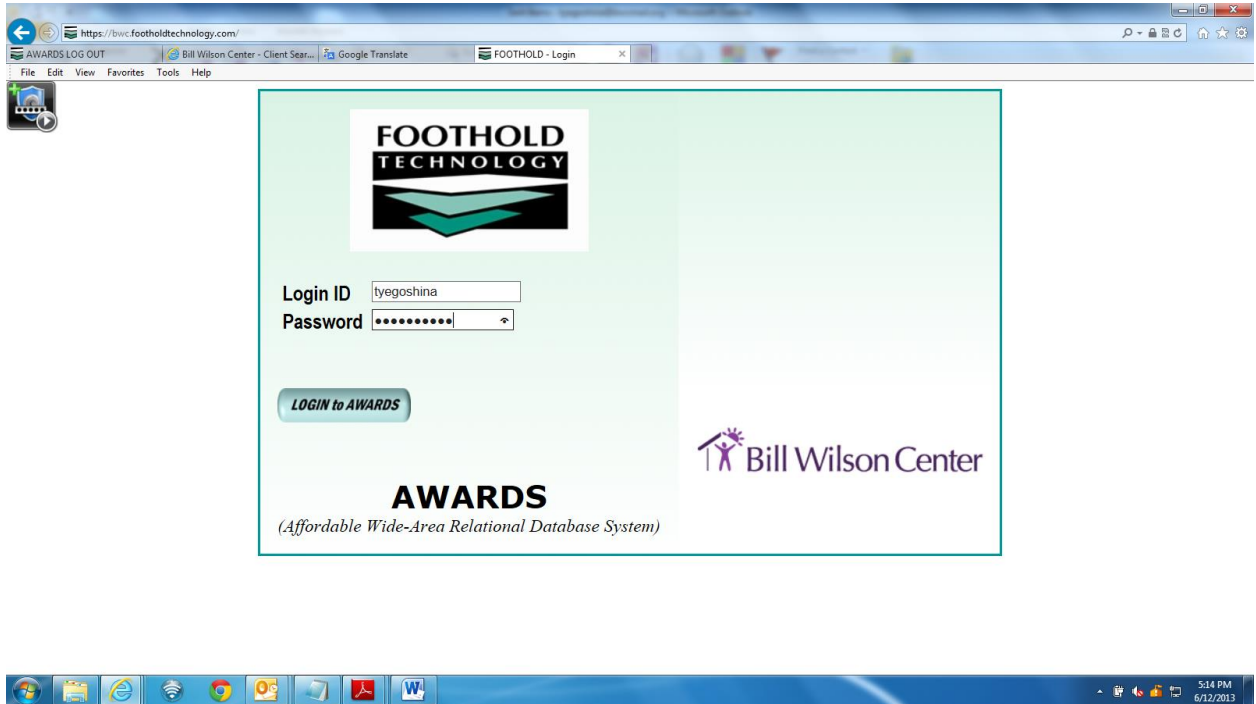 https://bwc.footholdtechnology.com/
AWARDS LOG OUT
Bill Wilson Center - Client Sear...
Google Translate
FOOTHOLD - Login
File Edit View Favorites Tools Help
FOOTHOLD
TECHNOLOGY
Login ID tyegoshina
Password ••••••••••
LOGIN to AWARDS
Bill Wilson Center
AWARDS
(Affordable Wide-Area Relational Database System)
5:14 PM
6/12/2013